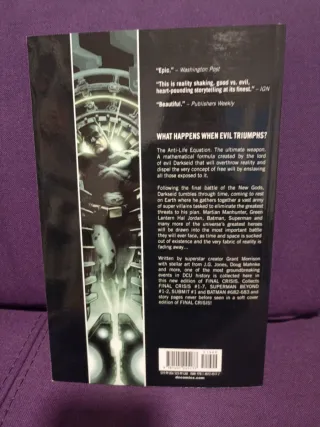 "Epic." – Washington Post
"This is reality shaking, good vs. evil,
heart-pounding storytelling at its finest." – IGN
"Beautiful." – Publishers Weekly
WHAT HAPPENS WHEN EVIL TRIUMPHS?
The Anti-Life Equation: The ultimate weapon.
A mathematical formula created by the lord
of evil Darkseid that will overthrow reality and
dispel the very concept of free will by enslaving
all those exposed to it.
Following the final battle of the New Gods,
Darkseid tumbles through time, coming to rest
on Earth where he gathers together a vast army
of super villains tasked to eliminate the greatest
threats to his plan. Martian Manhunter, Green
Lantern Hal Jordan, Batman, Superman and
many more of the universe's greatest heroes
will be drawn into the most important battle
they will ever face, as time and space is sucked
out of existence and the very fabric of reality is
fading away...
Written by superstar creator Grant Morrison
with stellar art from J.G. Jones, Doug Mahnke
and more, one of the most groundbreaking
events in DCU history is collected here in
this new edition of FINAL CRISIS. Collects
FINAL CRISIS #1-7, SUPERMAN BEYOND
#1-2, SUBMIT #1 and BATMAN #682-683 and
story pages never before seen in a soft cover
edition of FINAL CRISIS!
dccomics.com